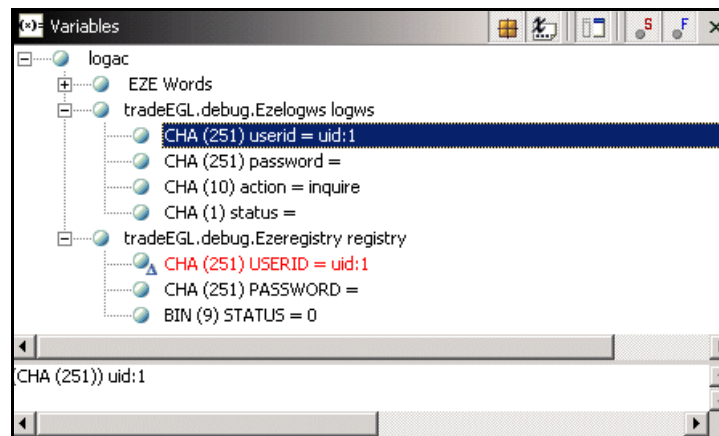 (x)= Variables
logac
EZE Words
tradeEGL.debug.Ezelogws logws
CHA (251) userid = uid:1
CHA (251) password =
CHA (10) action = inquire
CHA (1) status =
tradeEGL.debug.Ezeregistry registry
CHA (251) USERID = uid:1
CHA (251) PASSWORD =
BIN (9) STATUS = 0
(CHA (251)) uid:1